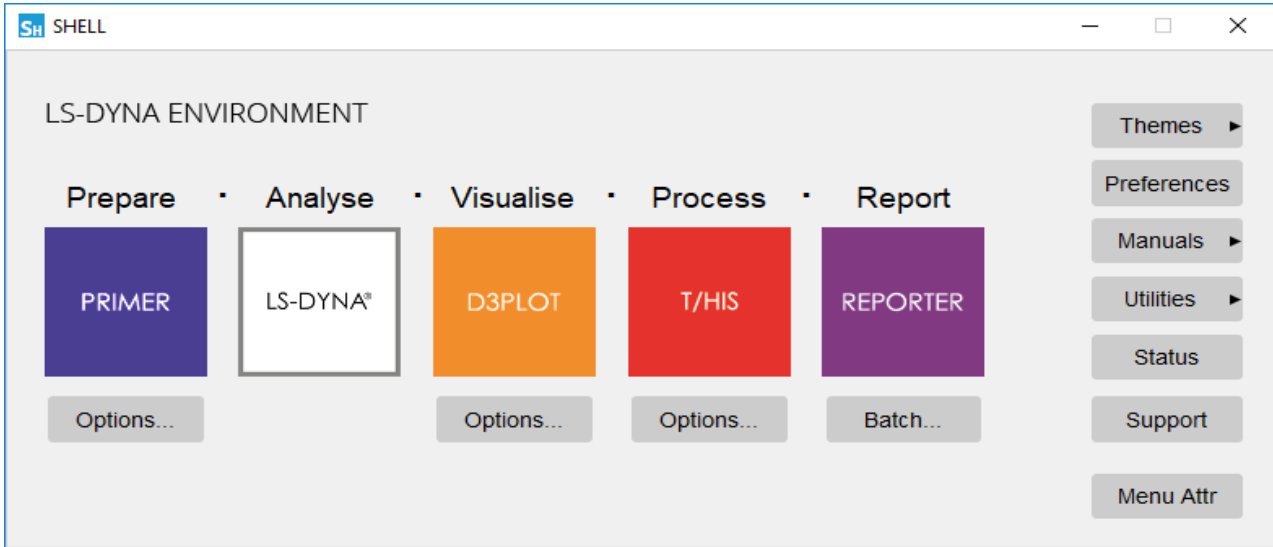 SH SHELL
LS-DYNA ENVIRONMENT
Prepare · Analyse · Visualise · Process · Report
PRIMER LS-DYNA® D3PLOT T/HIS REPORTER
Options... Options... Options... Batch...
Themes
Preferences
Manuals
Utilities
Status
Support
Menu Attr